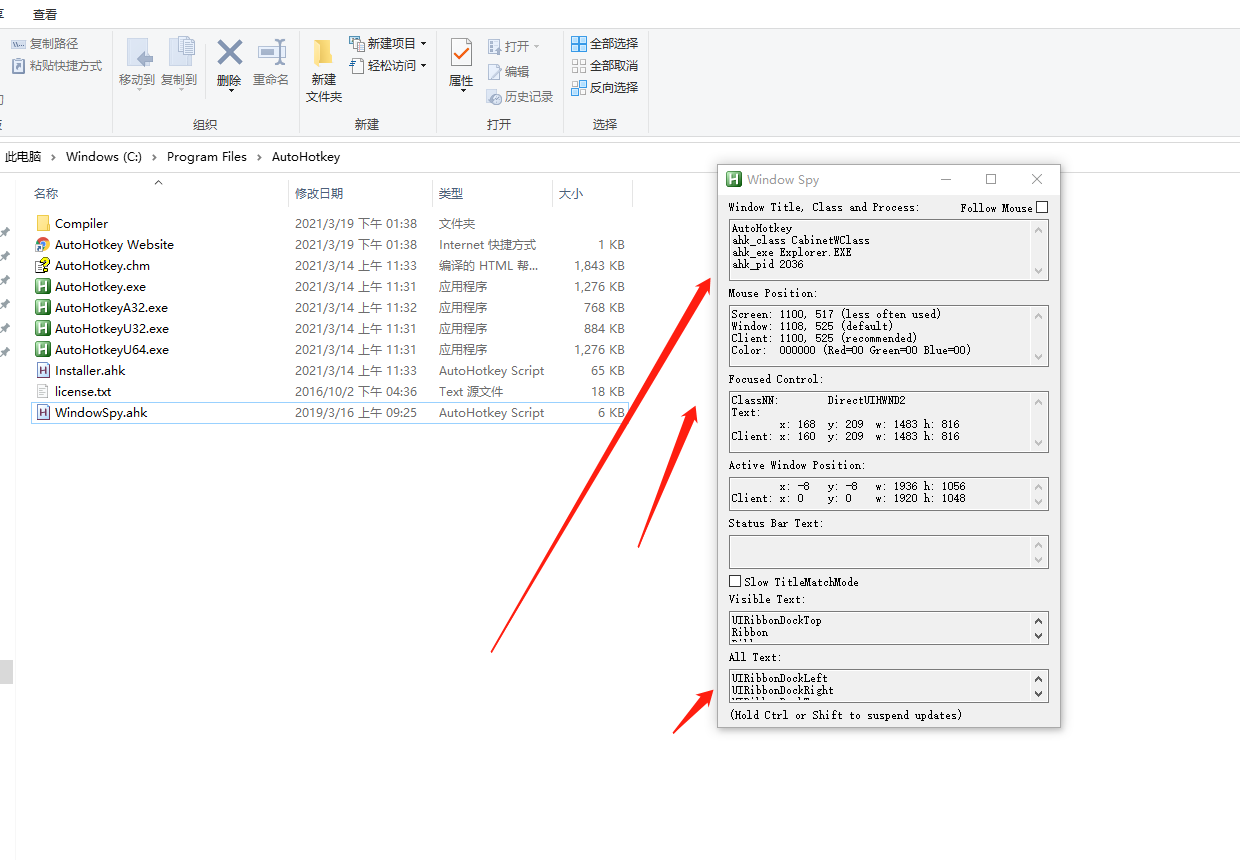 查看
复制路径
粘贴快捷方式
移动到
复制到
删除
重命名
组织
新建
文件夹
新建项目
轻松访问
新建
属性
打开
编辑
历史记录
打开
全部选择
全部取消
反向选择
选择
此电脑 › Windows (C:) › Program Files › AutoHotkey
名称 修改日期 类型 大小
Compiler 2021/3/19 下午 01:38 文件夹
AutoHotkey Website 2021/3/19 下午 01:38 Internet 快捷方式 1 KB
AutoHotkey.chm 2021/3/14 上午 11:33 编译的 HTML 帮... 1,843 KB
AutoHotkey.exe 2021/3/14 上午 11:31 应用程序 1,276 KB
AutoHotkeyA32.exe 2021/3/14 上午 11:32 应用程序 768 KB
AutoHotkeyU32.exe 2021/3/14 上午 11:31 应用程序 884 KB
AutoHotkeyU64.exe 2021/3/14 上午 11:31 应用程序 1,276 KB
Installer.ahk 2021/3/14 上午 11:33 AutoHotkey Script 65 KB
license.txt 2016/10/2 下午 04:36 Text 源文件 18 KB
WindowSpy.ahk 2019/3/16 上午 09:25 AutoHotkey Script 6 KB
Window Spy
Window Title, Class and Process: Follow Mouse
AutoHotkey
ahk_class CabinetWClass
ahk_exe Explorer.EXE
ahk_pid 2036
Mouse Position:
Screen: 1100, 517 (less often used)
Window: 1108, 525 (default)
Client: 1100, 525 (recommended)
Color: 000000 (Red=00 Green=00 Blue=00)
Focused Control:
ClassNN: DirectUIHWND2
Text:
x: 168 y: 209 w: 1483 h: 816
Client: x: 160 y: 209 w: 1483 h: 816
Active Window Position:
x: -8 y: -8 w: 1936 h: 1056
Client: x: 0 y: 0 w: 1920 h: 1048
Status Bar Text:
Slow TitleMatchMode
Visible Text:
UIRibbonDockTop
Ribbon
All Text:
UIRibbonDockLeft
UIRibbonDockRight
(Hold Ctrl or Shift to suspend updates)